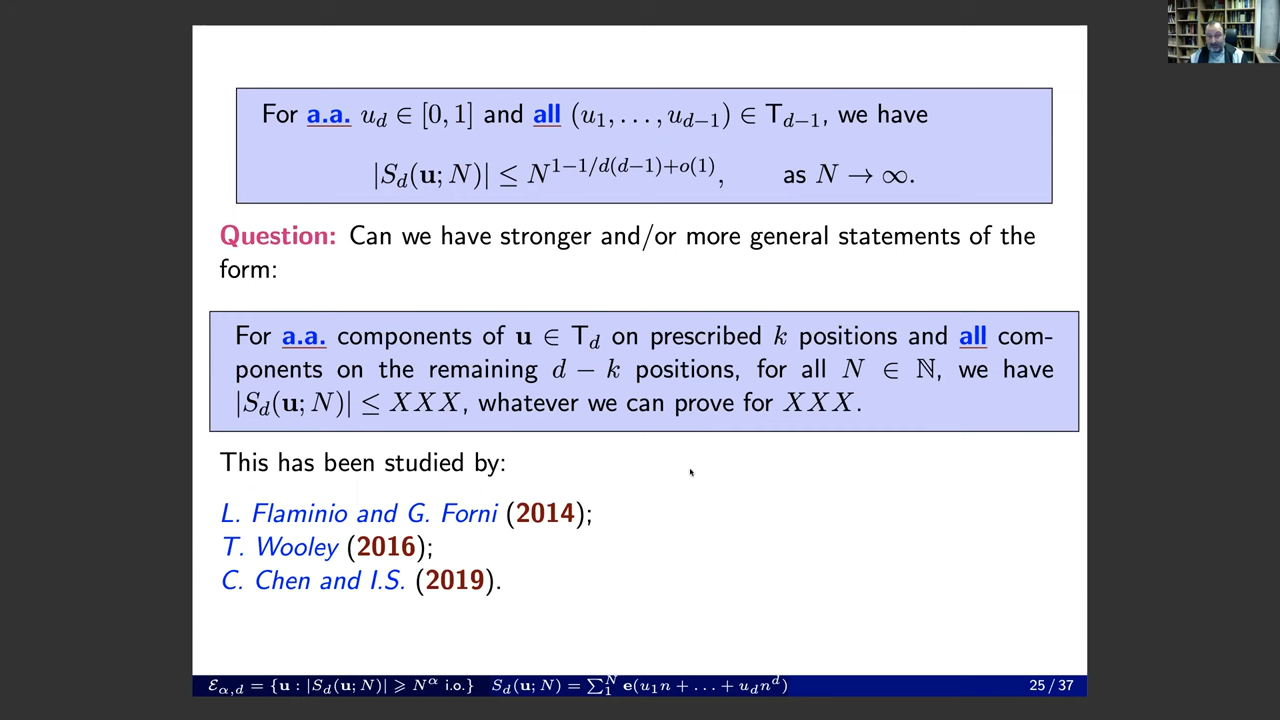 For a.a. u_d ∈ [0, 1] and all (u_1, . . . , u_{d−1}) ∈ T_{d−1}, we have
|S_d(u; N)| ≤ N^{1−1/d(d−1)+o(1)}, as N → ∞.
Question: Can we have stronger and/or more general statements of the
form:
For a.a. components of u ∈ T_d on prescribed k positions and all com-
ponents on the remaining d − k positions, for all N ∈ ℕ, we have
|S_d(u; N)| ≤ XXX, whatever we can prove for XXX.
This has been studied by:
L. Flaminio and G. Forni (2014);
T. Wooley (2016);
C. Chen and I.S. (2019).
ℰ_{α,d} = {u : |S_d(u; N)| ⩾ N^α i.o.} S_d(u; N) = ∑_1^N e(u_1n + . . . + u_dn^d) 25 / 37